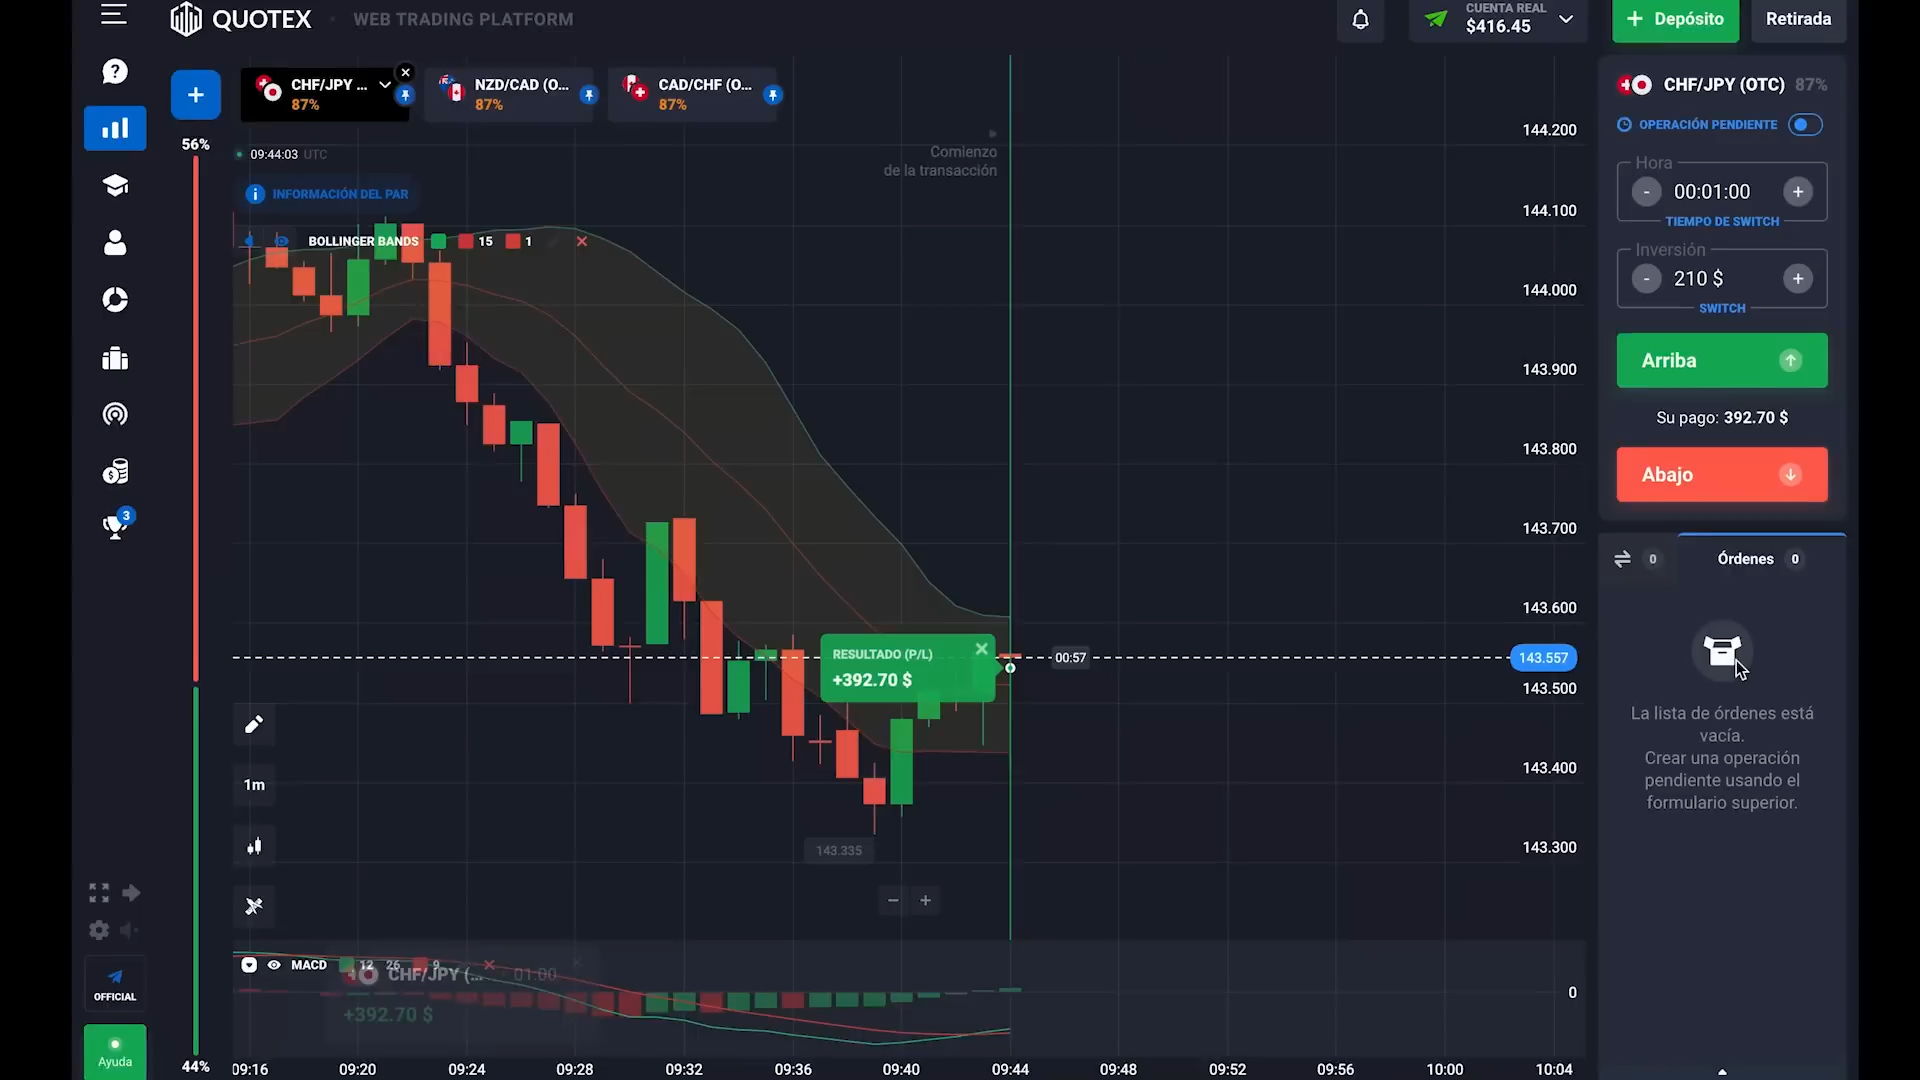 QUOTEX
WEB TRADING PLATFORM
CUENTA REAL
$416.45
+ Depósito
Retirada
CHF/JPY ...
87%
NZD/CAD (O...
87%
CAD/CHF (O...
87%
56%
09:44:03 UTC
Comienzo
de la transacción
INFORMACIÓN DEL PAR
BOLLINGER BANDS 15 1
144.200
144.100
144.000
143.900
143.800
143.700
143.600
143.557
143.500
143.400
143.300
RESULTADO (P/L)
+392.70 $
00:57
143.335
1m
MACD 12 26 9
CHF/JPY (... 01:00
+392.70 $
0
44%
09:16 09:20 09:24 09:28 09:32 09:36 09:40 09:44 09:48 09:52 09:56 10:00 10:04
3
OFFICIAL
Ayuda
CHF/JPY (OTC) 87%
OPERACIÓN PENDIENTE
Hora
- 00:01:00 +
TIEMPO DE SWITCH
Inversión
- 210 $ +
SWITCH
Arriba
Su pago: 392.70 $
Abajo
0
Órdenes 0
La lista de órdenes está
vacía.
Crear una operación
pendiente usando el
formulario superior.